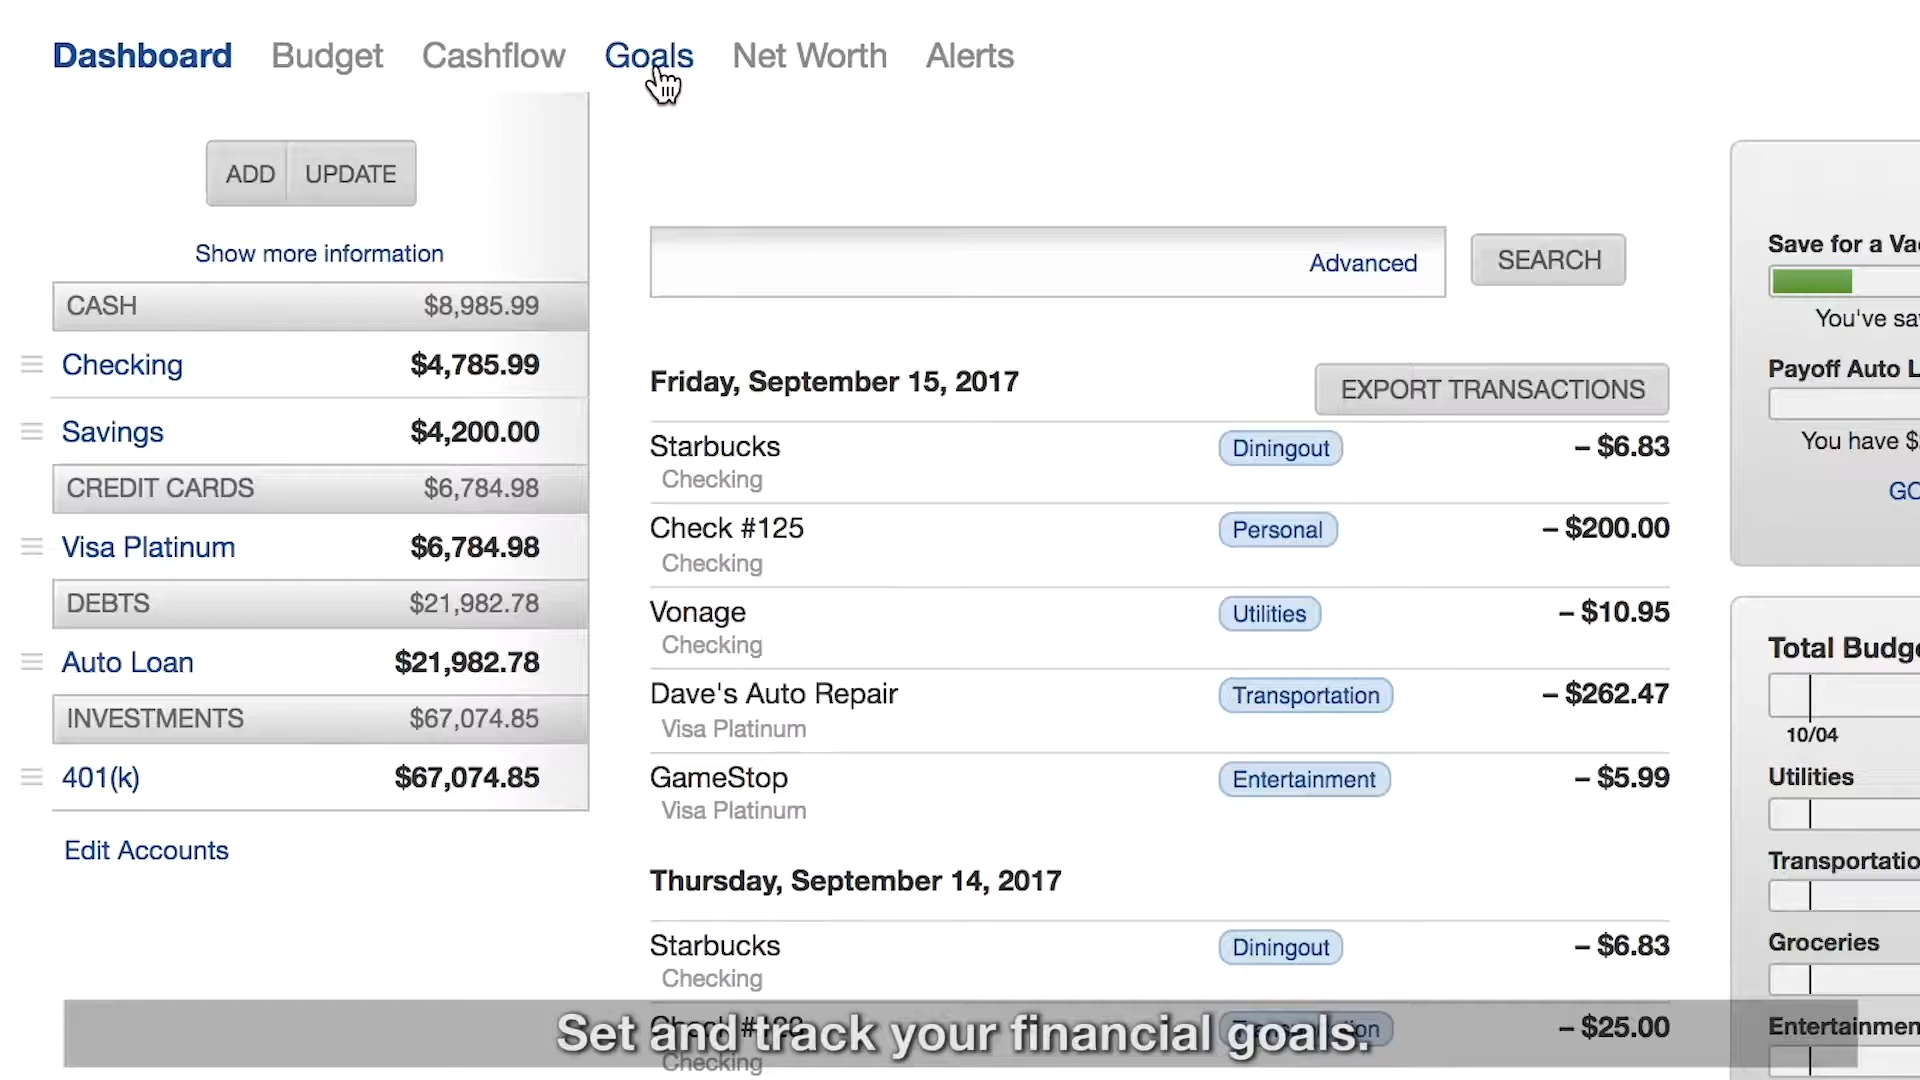 Dashboard Budget Cashflow Goals Net Worth Alerts
ADD UPDATE
Show more information
CASH $8,985.99
Checking $4,785.99
Savings $4,200.00
CREDIT CARDS $6,784.98
Visa Platinum $6,784.98
DEBTS $21,982.78
Auto Loan $21,982.78
INVESTMENTS $67,074.85
401(k) $67,074.85
Edit Accounts
Advanced SEARCH
Friday, September 15, 2017 EXPORT TRANSACTIONS
Starbucks Diningout – $6.83
Checking
Check #125 Personal – $200.00
Checking
Vonage Utilities – $10.95
Checking
Dave's Auto Repair Transportation – $262.47
Visa Platinum
GameStop Entertainment – $5.99
Visa Platinum
Thursday, September 14, 2017
Starbucks Diningout – $6.83
Checking
– $25.00
Checking
Save for a
You've
Payoff Auto
You have
10/04
Total
Utilities
Groceries
Set and track your financial goals.